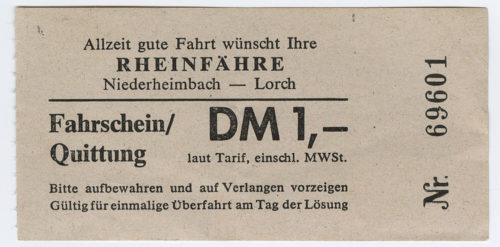 Allzeit gute Fahrt wünscht Ihre
RHEINFÄHRE
Niederheimbach — Lorch
Fahrschein/
Quittung
DM 1,–
laut Tarif, einschl. MWSt.
Bitte aufbewahren und auf Verlangen vorzeigen
Gültig für einmalige Überfahrt am Tag der Lösung
Nr. 69601